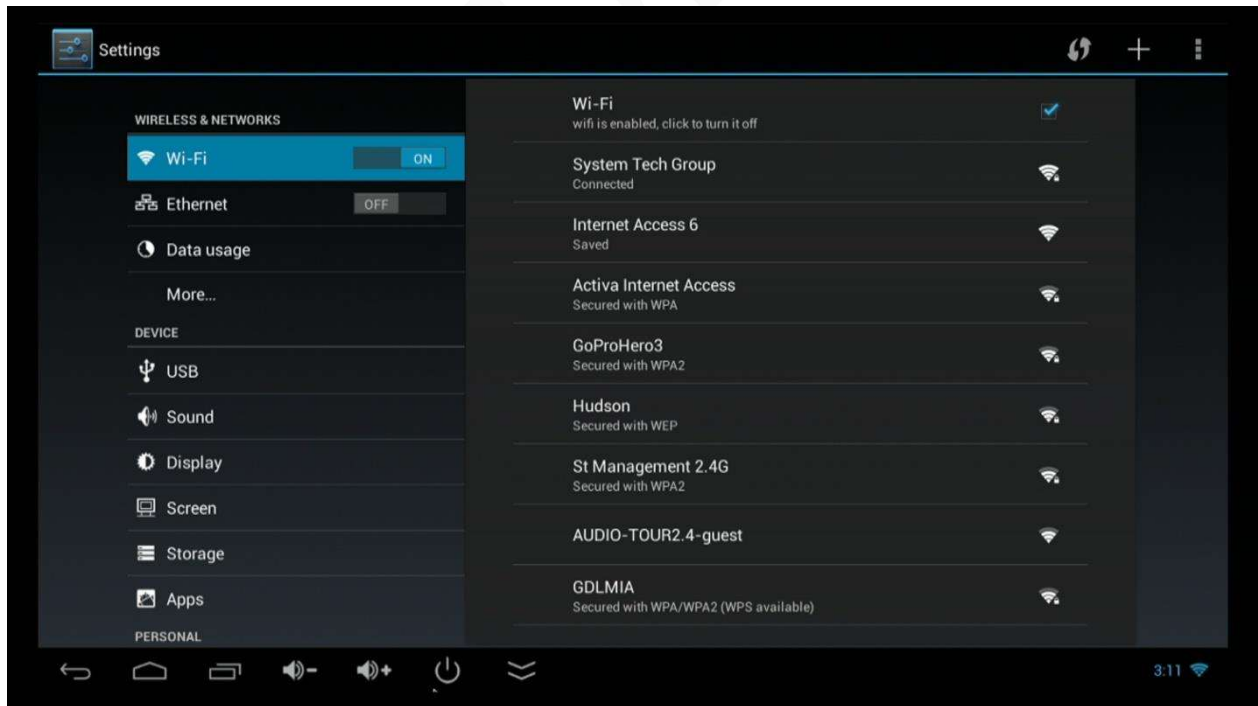 Settings
WIRELESS & NETWORKS
Wi-Fi ON
Ethernet OFF
Data usage
More...
DEVICE
USB
Sound
Display
Screen
Storage
Apps
PERSONAL
Wi-Fi
wifi is enabled, click to turn it off
System Tech Group
Connected
Internet Access 6
Saved
Activa Internet Access
Secured with WPA
GoProHero3
Secured with WPA2
Hudson
Secured with WEP
St Management 2.4G
Secured with WPA2
AUDIO-TOUR2.4-guest
GDLMIA
Secured with WPA/WPA2 (WPS available)
3:11